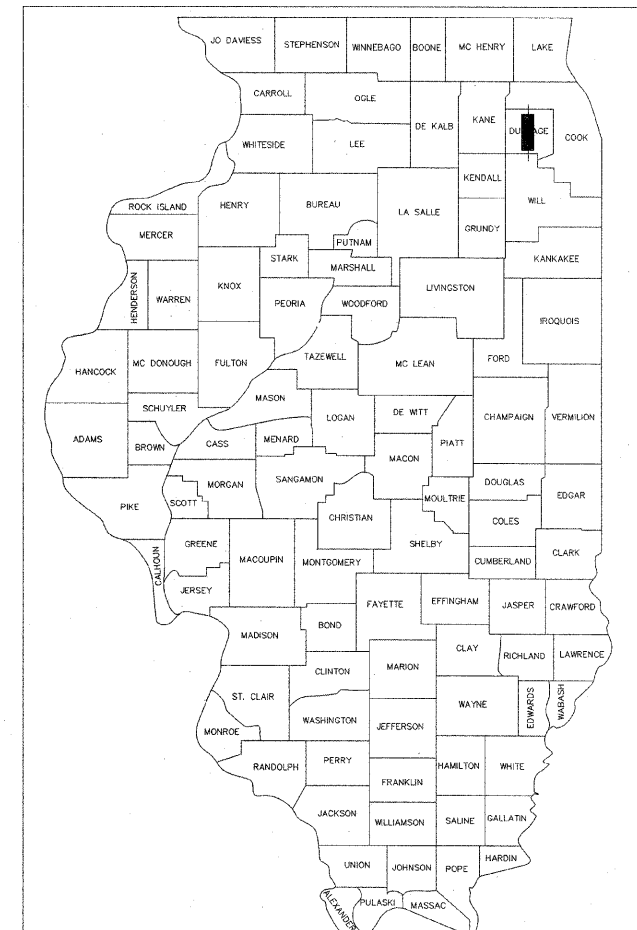 JO DAVIESS
STEPHENSON
WINNEBAGO
BOONE
MC HENRY
LAKE
CARROLL
OGLE
DE KALB
KANE
COOK
WHITESIDE
LEE
KENDALL
WILL
ROCK ISLAND
HENRY
BUREAU
LA SALLE
GRUNDY
MERCER
PUTNAM
STARK
MARSHALL
KANKAKEE
HENDERSON
WARREN
KNOX
PEORIA
WOODFORD
LIVINGSTON
IROQUOIS
HANCOCK
MC DONOUGH
FULTON
TAZEWELL
MC LEAN
FORD
SCHUYLER
MASON
LOGAN
DE WITT
CHAMPAIGN
VERMILION
ADAMS
BROWN
CASS
MENARD
MACON
PIATT
PIKE
SCOTT
MORGAN
SANGAMON
CHRISTIAN
MOULTRIE
DOUGLAS
EDGAR
COLES
CALHOUN
GREENE
MACOUPIN
MONTGOMERY
SHELBY
CUMBERLAND
CLARK
JERSEY
FAYETTE
EFFINGHAM
JASPER
CRAWFORD
MADISON
BOND
CLINTON
MARION
CLAY
RICHLAND
LAWRENCE
ST. CLAIR
WASHINGTON
JEFFERSON
WAYNE
EDWARDS
WABASH
MONROE
RANDOLPH
PERRY
FRANKLIN
HAMILTON
WHITE
JACKSON
WILLIAMSON
SALINE
GALLATIN
UNION
JOHNSON
POPE
HARDIN
ALEXANDER
PULASKI
MASSAC